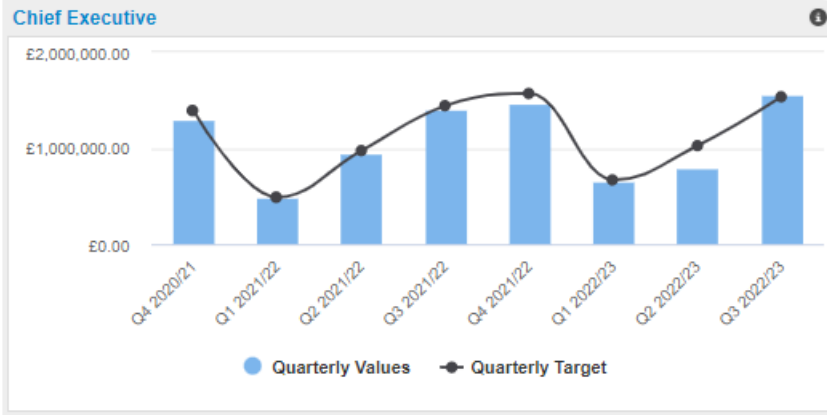 Chief Executive
£2,000,000.00
£1,000,000.00
£0.00
Q4 2020/21
Q1 2021/22
Q2 2021/22
Q3 2021/22
Q4 2021/22
Q1 2022/23
Q2 2022/23
Q3 2022/23
Quarterly Values
Quarterly Target